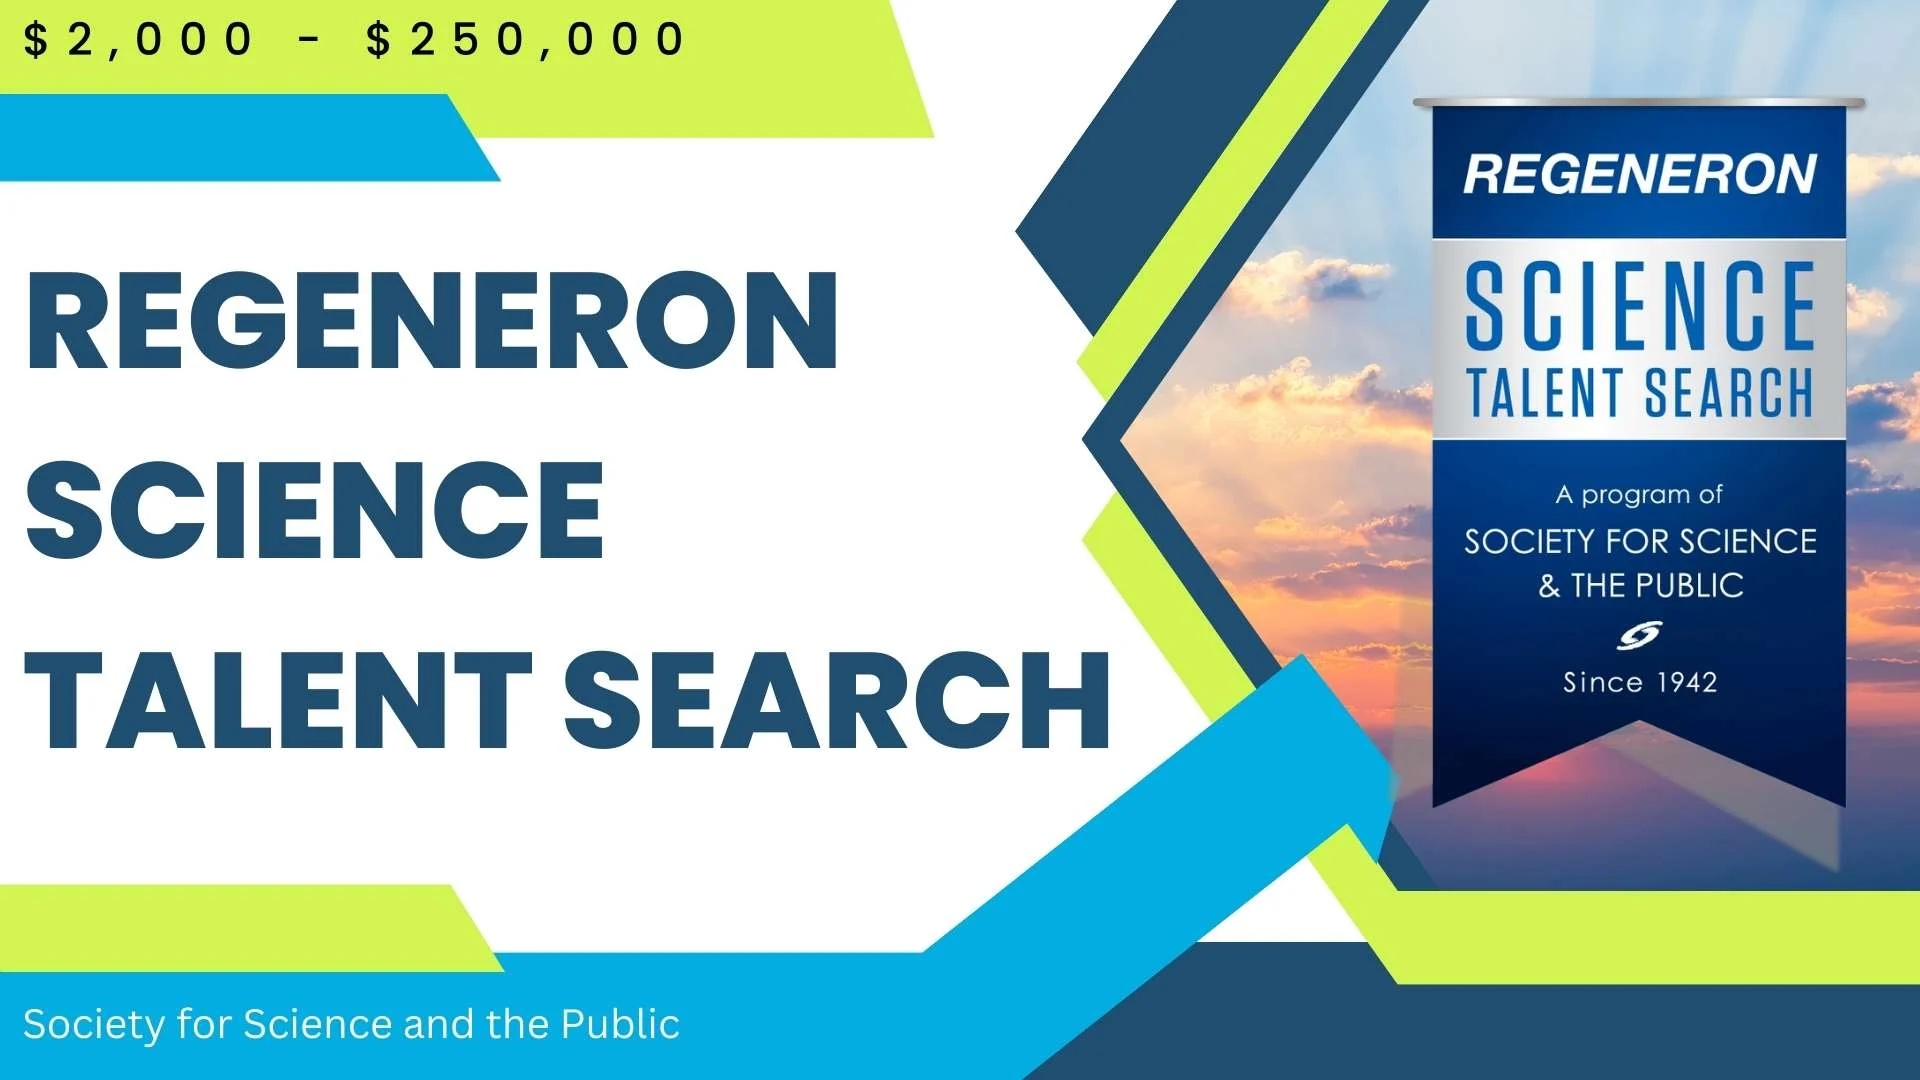 $2,000 - $250,000
REGENERON
SCIENCE
TALENT SEARCH
Society for Science and the Public
REGENERON
SCIENCE
TALENT SEARCH
A program of
SOCIETY FOR SCIENCE
& THE PUBLIC
Since 1942